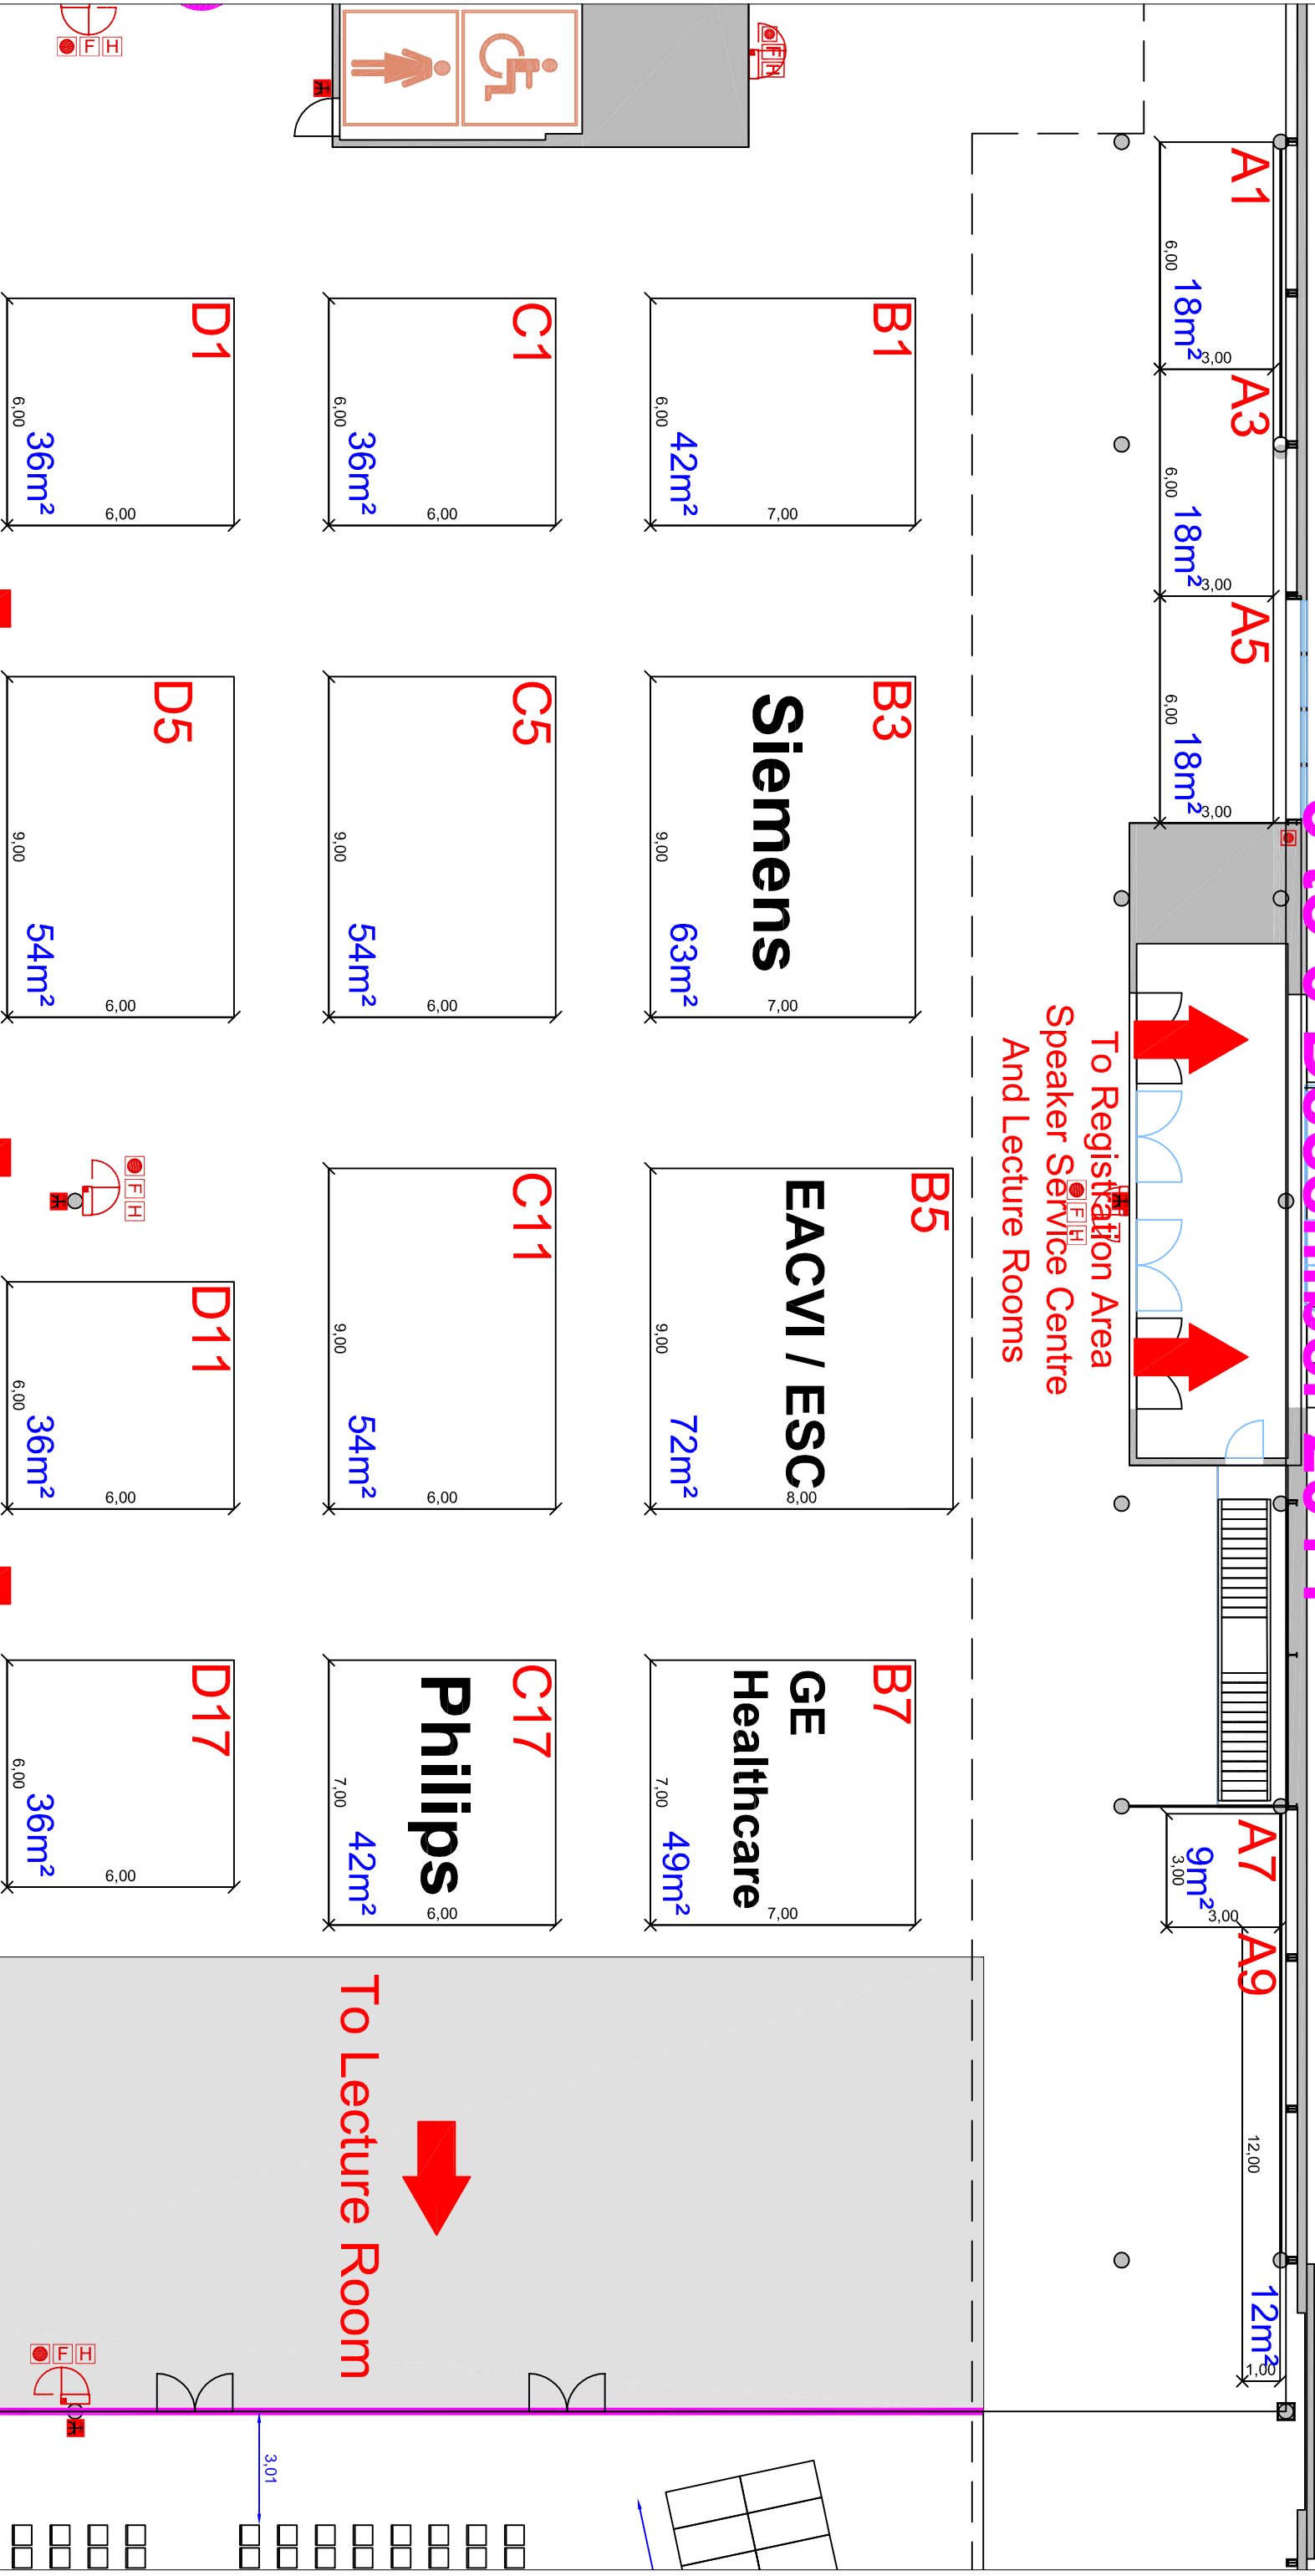 A1
6,00
18m²
3,00
A3
6,00
18m²
3,00
A5
6,00
18m²
3,00
A7
9m²
3,00
3,00
A9
12,00
12m²
1,00
To Registration Area
Speaker Service Centre
And Lecture Rooms
F H
B1
6,00
42m²
7,00
B3
Siemens
9,00
63m²
7,00
B5
EACVI / ESC
9,00
72m²
8,00
B7
GE
Healthcare
7,00
49m²
7,00
C1
6,00
36m²
6,00
C5
9,00
54m²
6,00
C11
9,00
54m²
6,00
C17
Philips
7,00
42m²
6,00
D1
6,00
36m²
6,00
D5
9,00
54m²
6,00
D11
6,00
36m²
6,00
D17
6,00
36m²
6,00
To Lecture Room
3,01
F H
F H
F H
F H